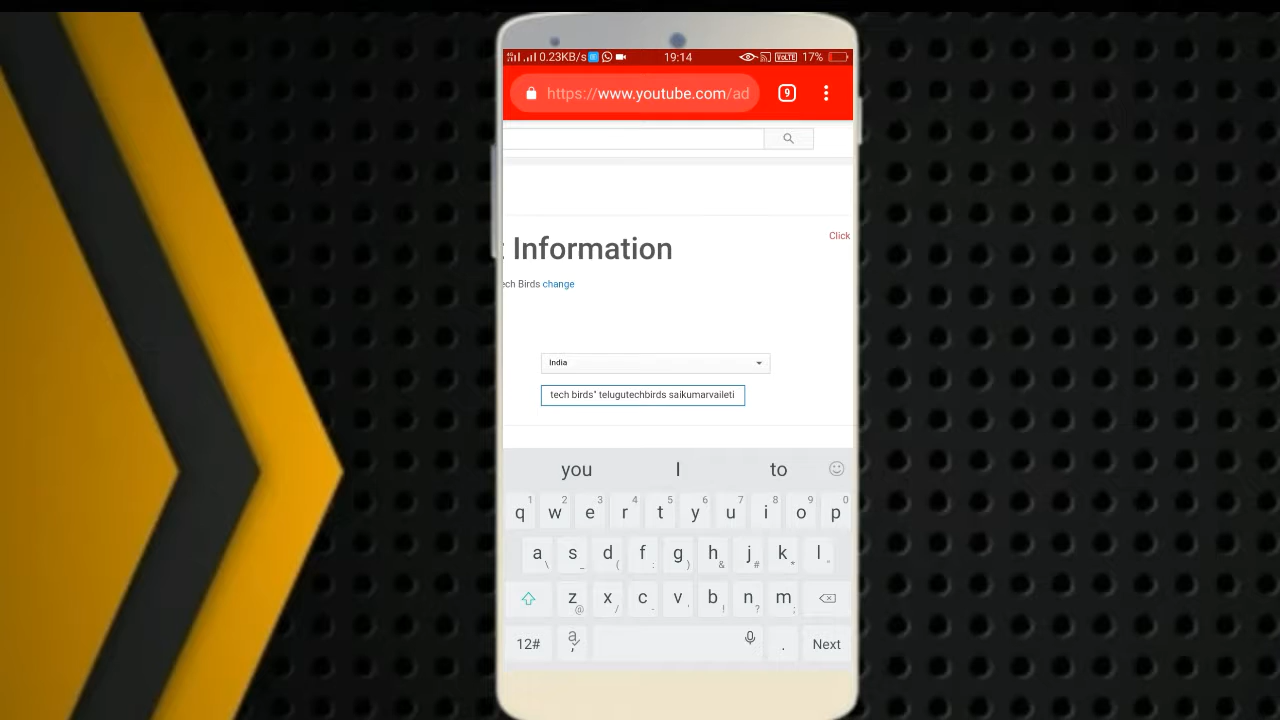 0.23KB/s 19:14 VOLTE 17%
https://www.youtube.com/ad 9
Information
Click
ech Birds change
India
tech birds" telugutechbirds saikumarvaileti
you I to
1 2 3 4 5 6 7 8 9 0
q w e r t y u i o p
a s d f g h j k l
\ _ ( : ) & # * "
z x c v b n m
@ / - ' ! ? ;
12# a , . Next